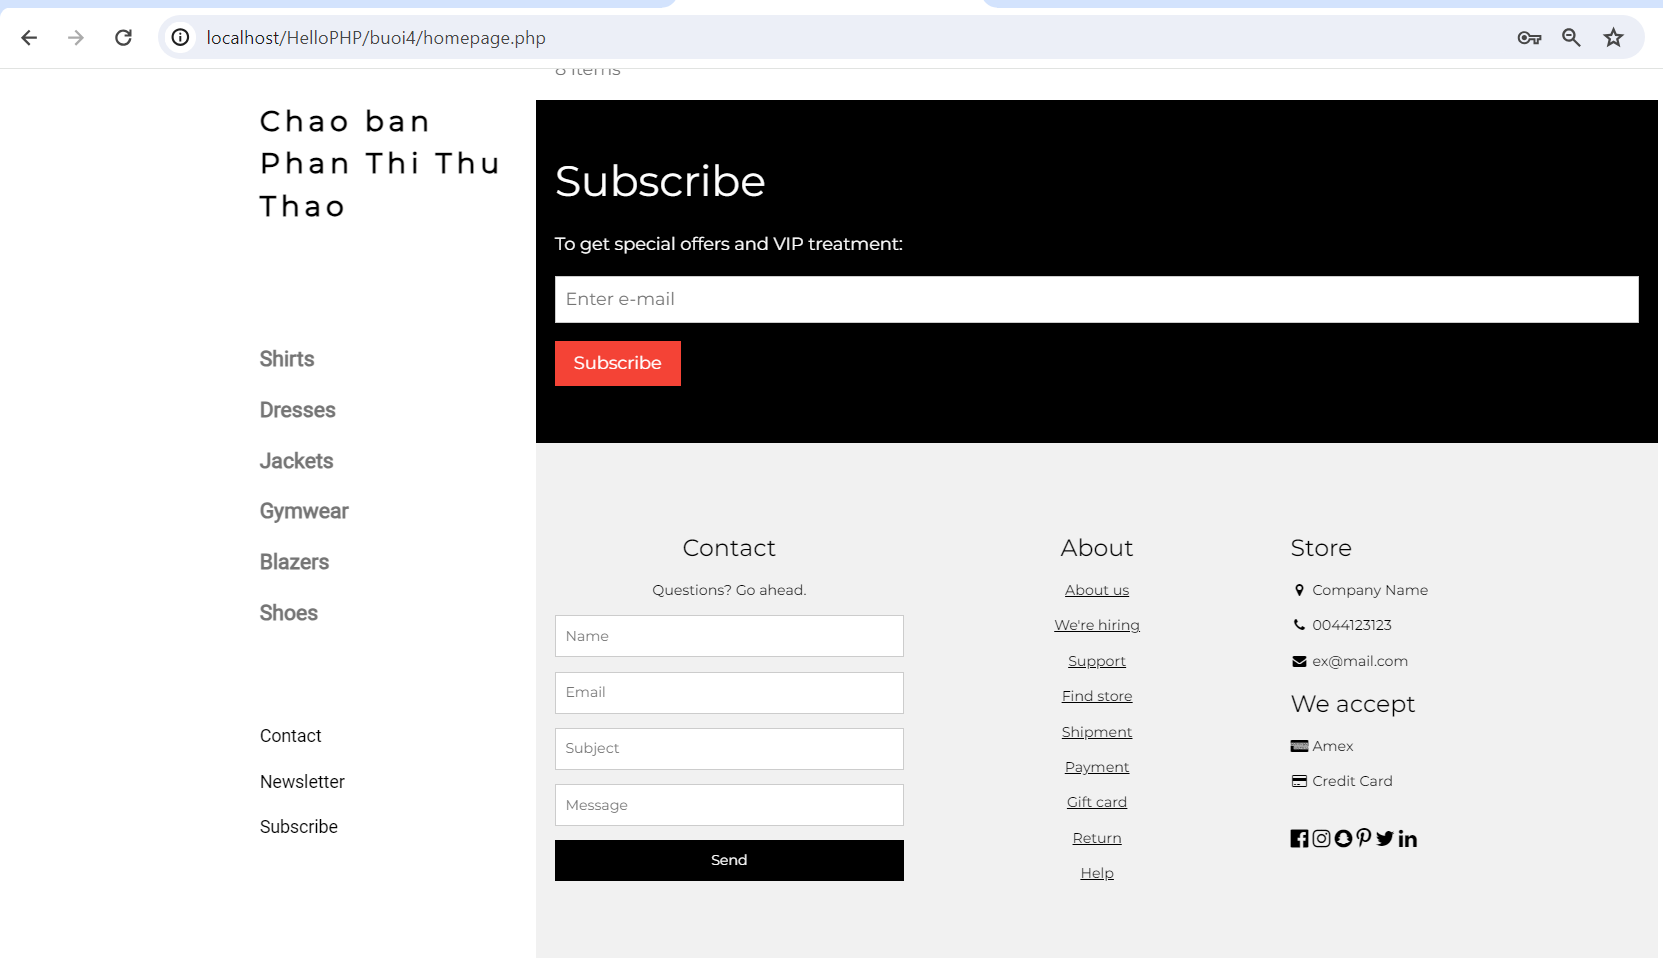 localhost/HelloPHP/buoi4/homepage.php
8 items
Chao ban
Phan Thi Thu
Thao
Shirts
Dresses
Jackets
Gymwear
Blazers
Shoes
Contact
Newsletter
Subscribe
Subscribe
To get special offers and VIP treatment:
Enter e-mail
Subscribe
Contact
Questions? Go ahead.
Name
Email
Subject
Message
Send
About
About us
We're hiring
Support
Find store
Shipment
Payment
Gift card
Return
Help
Store
Company Name
0044123123
ex@mail.com
We accept
Amex
Credit Card